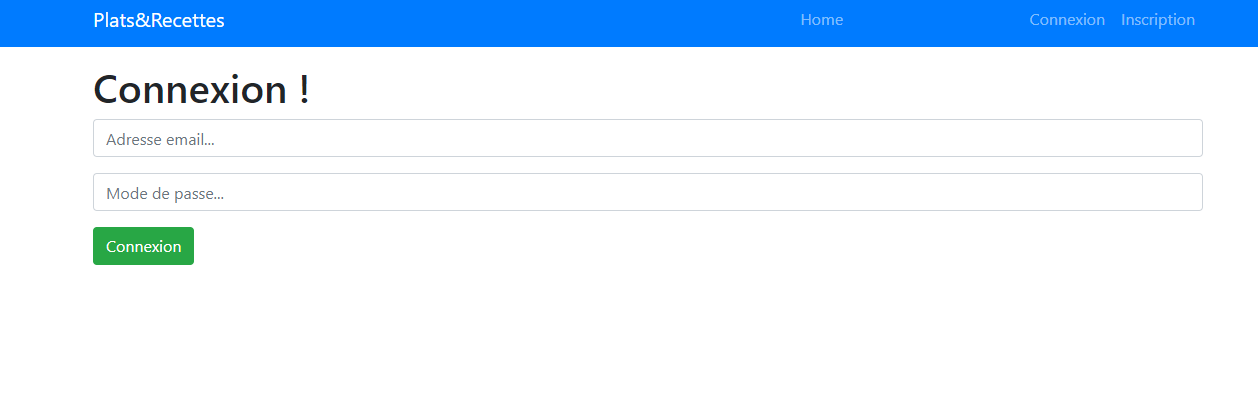 Plats&Recettes Home Connexion Inscription
Connexion !
Adresse email...
Mode de passe...
Connexion